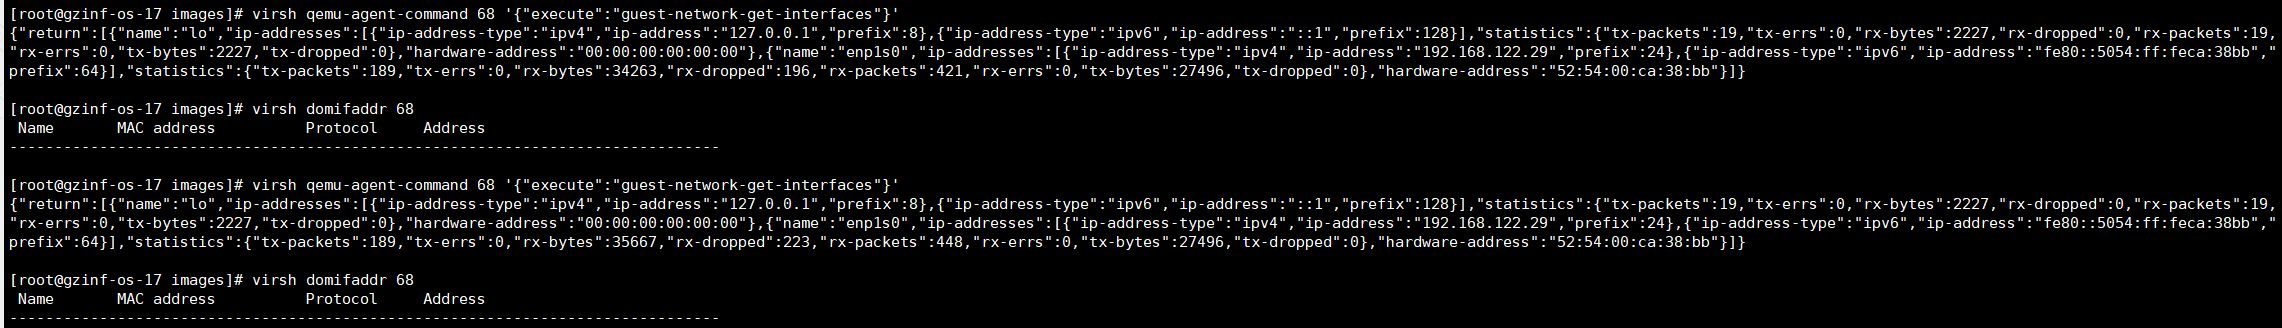 [root@gzinf-os-17 images]# virsh qemu-agent-command 68 '{"execute":"guest-network-get-interfaces"}'
{"return":[{"name":"lo","ip-addresses":[{"ip-address-type":"ipv4","ip-address":"127.0.0.1","prefix":8},{"ip-address-type":"ipv6","ip-address":"::1","prefix":128}],"statistics":{"tx-packets":19,"tx-errs":0,"rx-bytes":2227,"rx-dropped":0,"rx-packets":19,
"rx-errs":0,"tx-bytes":2227,"tx-dropped":0},"hardware-address":"00:00:00:00:00:00"},{"name":"enp1s0","ip-addresses":[{"ip-address-type":"ipv4","ip-address":"192.168.122.29","prefix":24},{"ip-address-type":"ipv6","ip-address":"fe80::5054:ff:feca:38bb","
prefix":64}],"statistics":{"tx-packets":189,"tx-errs":0,"rx-bytes":34263,"rx-dropped":196,"rx-packets":421,"rx-errs":0,"tx-bytes":27496,"tx-dropped":0},"hardware-address":"52:54:00:ca:38:bb"}]}
[root@gzinf-os-17 images]# virsh domifaddr 68
Name MAC address Protocol Address
-------------------------------------------------------------------------------
[root@gzinf-os-17 images]# virsh qemu-agent-command 68 '{"execute":"guest-network-get-interfaces"}'
{"return":[{"name":"lo","ip-addresses":[{"ip-address-type":"ipv4","ip-address":"127.0.0.1","prefix":8},{"ip-address-type":"ipv6","ip-address":"::1","prefix":128}],"statistics":{"tx-packets":19,"tx-errs":0,"rx-bytes":2227,"rx-dropped":0,"rx-packets":19,
"rx-errs":0,"tx-bytes":2227,"tx-dropped":0},"hardware-address":"00:00:00:00:00:00"},{"name":"enp1s0","ip-addresses":[{"ip-address-type":"ipv4","ip-address":"192.168.122.29","prefix":24},{"ip-address-type":"ipv6","ip-address":"fe80::5054:ff:feca:38bb","
prefix":64}],"statistics":{"tx-packets":189,"tx-errs":0,"rx-bytes":35667,"rx-dropped":223,"rx-packets":448,"rx-errs":0,"tx-bytes":27496,"tx-dropped":0},"hardware-address":"52:54:00:ca:38:bb"}]}
[root@gzinf-os-17 images]# virsh domifaddr 68
Name MAC address Protocol Address
-------------------------------------------------------------------------------